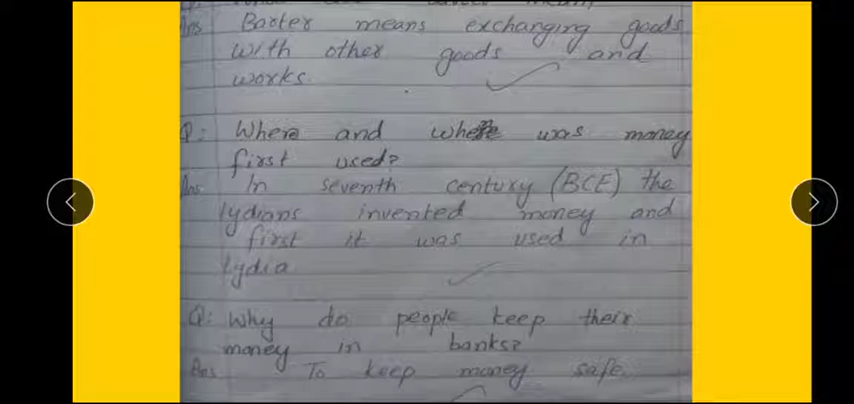 Ans Barter means exchanging goods
with other goods and
works.
Q: Where and when was money
first used?
Ans In seventh century (BCE) the
lydians invented money and
first it was used in
lydia
Q: Why do people keep their
money in banks?
Ans To keep money safe.